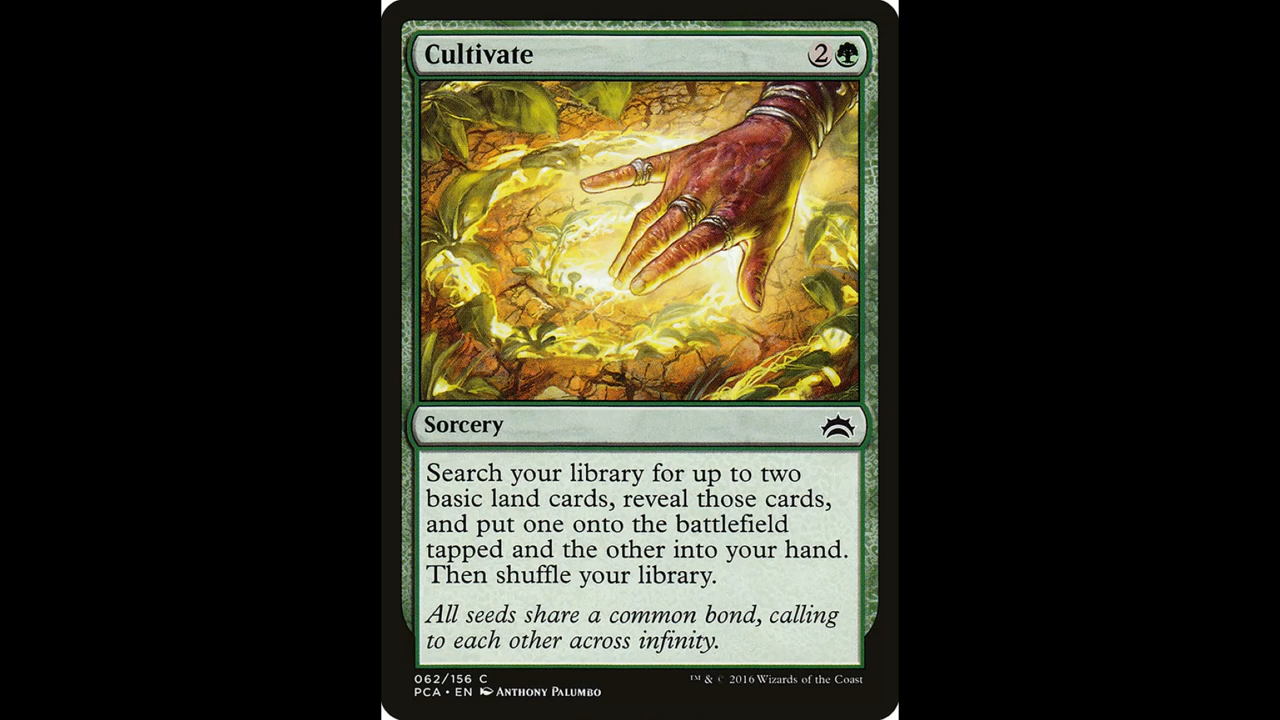 Cultivate 2
Sorcery
Search your library for up to two
basic land cards, reveal those cards,
and put one onto the battlefield
tapped and the other into your hand.
Then shuffle your library.
All seeds share a common bond, calling
to each other across infinity.
062/156 C
PCA • EN Anthony Palumbo
™ & © 2016 Wizards of the Coast